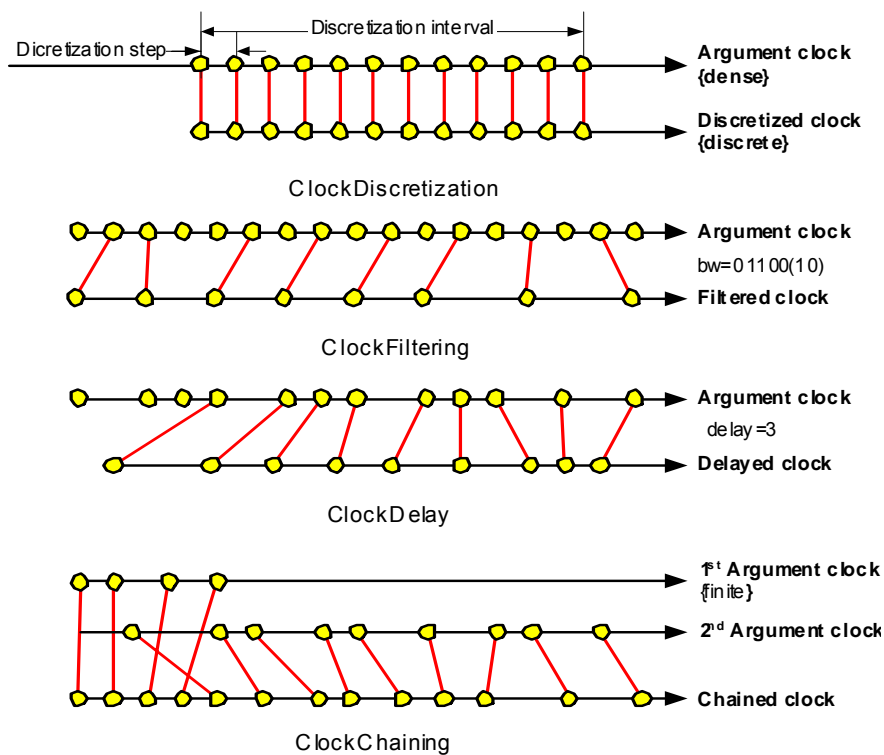 Discretization interval
Dicretization step
Argument clock
{dense}
Discretized clock
{discrete}
ClockDiscretization
Argument clock
bw=01100(10)
Filtered clock
ClockFiltering
Argument clock
delay=3
Delayed clock
ClockDelay
1st Argument clock
{finite}
2nd Argument clock
Chained clock
ClockChaining